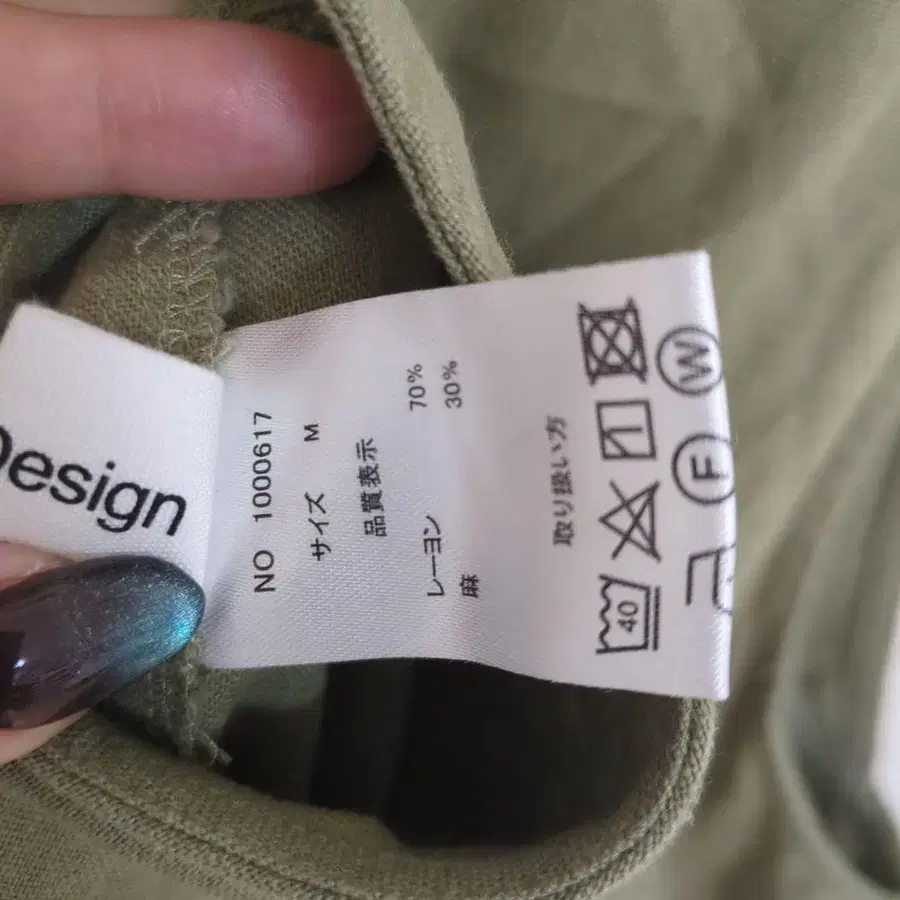 Design
NO 1000617
サイズ M
品質表示
レーヨン 70%
麻 30%
取り扱い方
40
F W